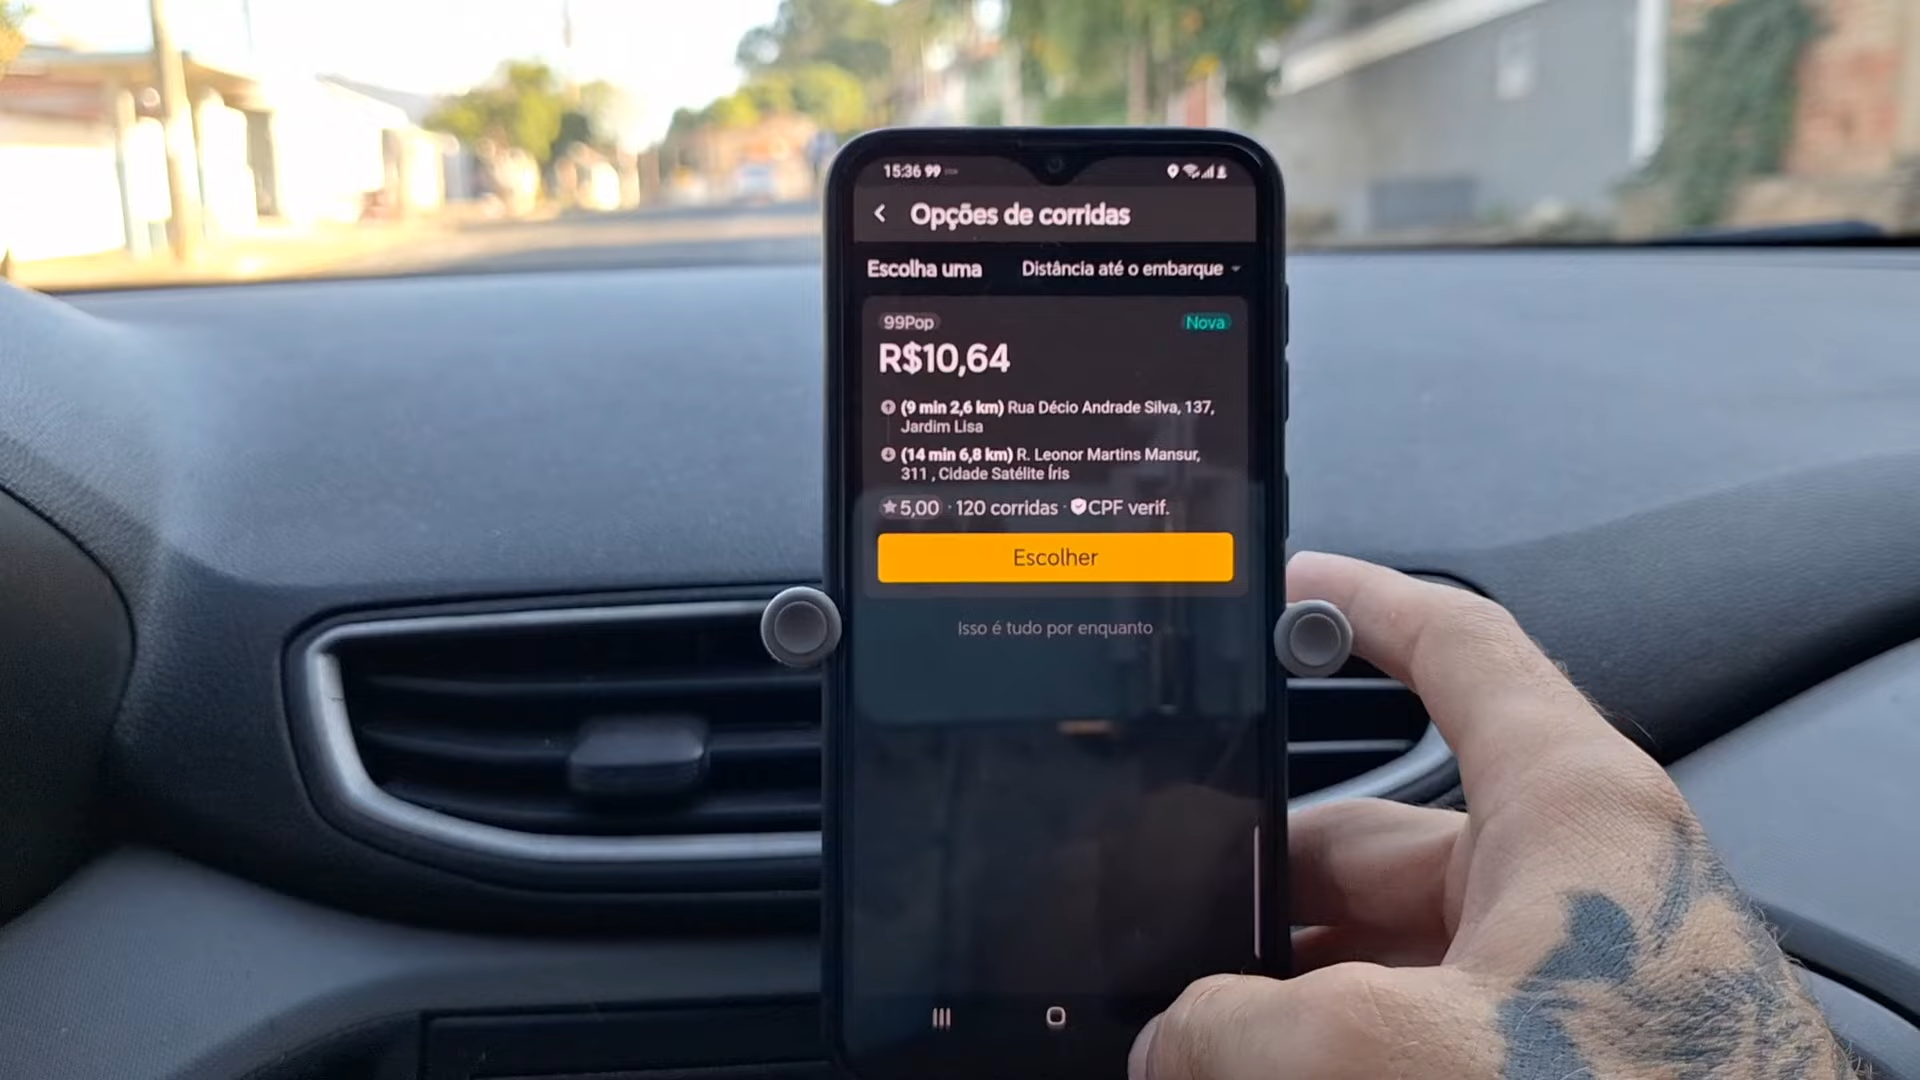 15:36 99
Opções de corridas
Escolha uma
Distância até o embarque
99Pop
Nova
R$10,64
(9 min 2,6 km) Rua Décio Andrade Silva, 137,
Jardim Lisa
(14 min 6,8 km) R. Leonor Martins Mansur,
311 , Cidade Satélite Íris
5,00 · 120 corridas · CPF verif.
Escolher
Isso é tudo por enquanto